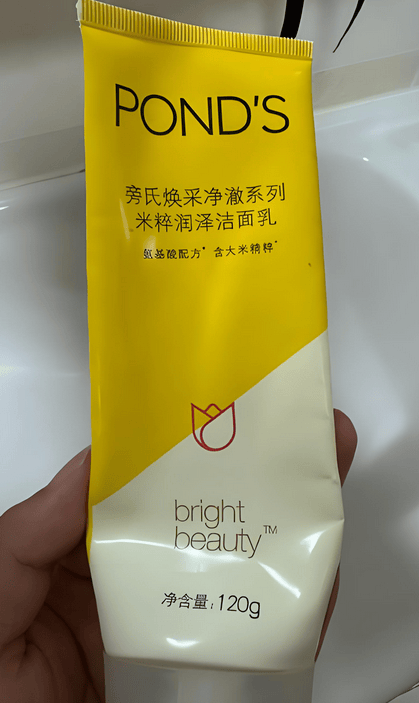 POND'S
旁氏焕采净澈系列
米粹润泽洁面乳
氨基酸配方* 含大米精粹*
bright
beauty™
净含量：120g